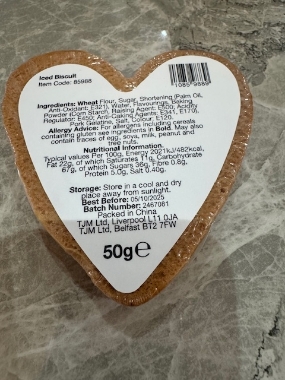 Iced Biscuit
Item Code: 85988
Ingredients: Wheat Flour, Sugar, Shortening (Palm Oil,
Anti-Oxidant: E321), Water, Flavourings, Baking
Powder (Corn Starch, Raising Agent: E500, Acidity
Regulator: E450; Anti-Caking Agents: E341, E170),
Pork Gelatine, Salt, Colour: E120.
Allergy Advice: For allergens including cereals
containing gluten see ingredients in Bold. May also
contain traces of egg, soya, milk, peanut and
tree nuts.
Nutritional Information.
Typical values Per 100g, Energy 2021kJ/482kcal,
Fat 22g, of which Saturates 11g, Carbohydrate
67g, of which Sugars 36g, Fibre 0.8g,
Protein 5.0g, Salt 0.40g.
Storage: Store in a cool and dry
place away from sunlight.
Best Before: 05/10/2025
Batch Number: 2467081
Packed in China
TJM Ltd, Liverpool L11 0JA
TJM Ltd, Belfast BT2 7FW
50g℮